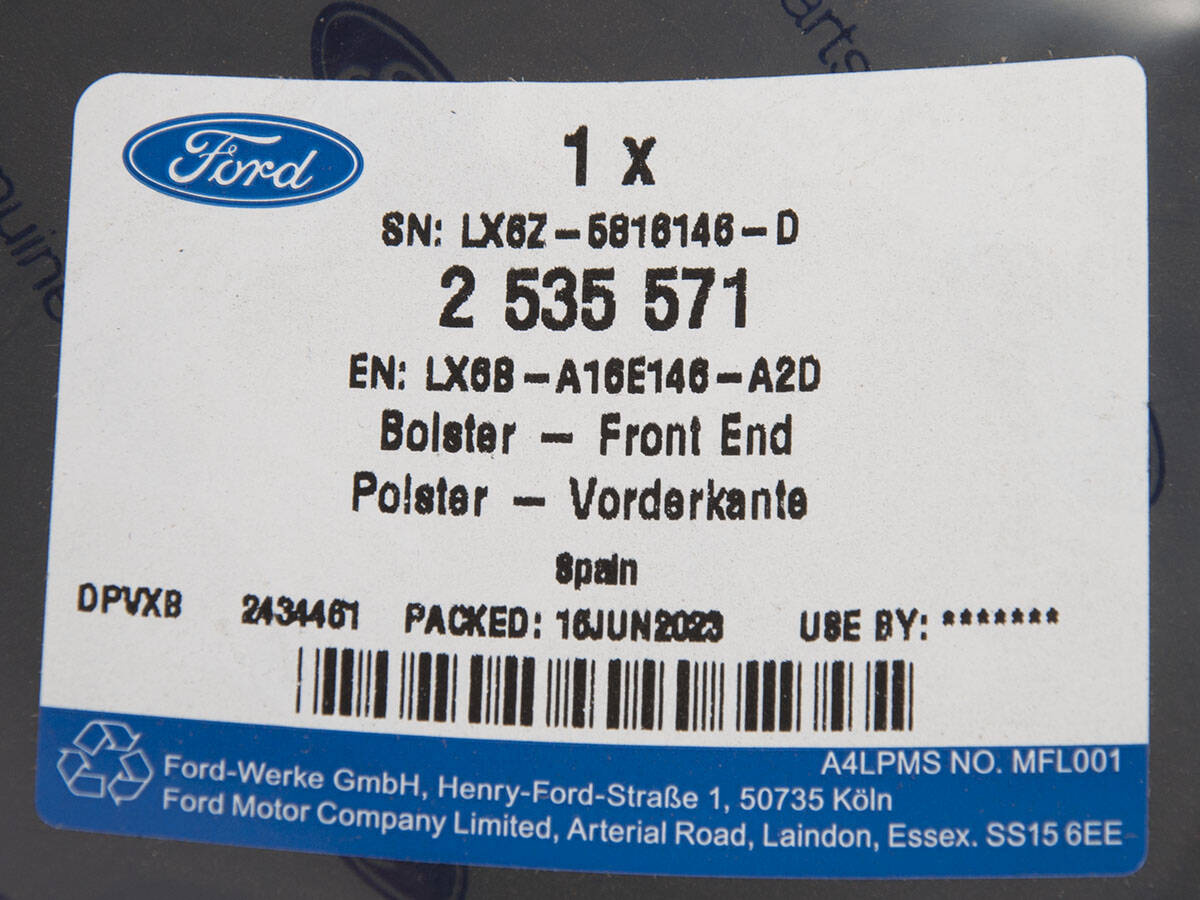 arts
nuine
Ford
1 x
SN: LX6Z-5816146-D
2 535 571
EN: LX6B-A16E146-A2D
Bolster - Front End
Polster - Vorderkante
Spain
DPVXB 2434461 PACKED: 16JUN2023 USE BY: *******
A4LPMS NO. MFL001
Ford-Werke GmbH, Henry-Ford-Straße 1, 50735 Köln
Ford Motor Company Limited, Arterial Road, Laindon, Essex. SS15 6EE